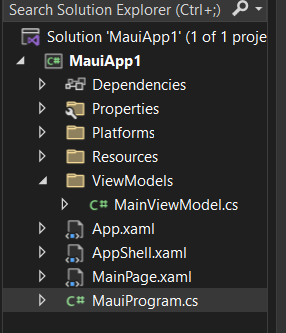 Search Solution Explorer (Ctrl+;)
Solution 'MauiApp1' (1 of 1 proje
MauiApp1
Dependencies
Properties
Platforms
Resources
ViewModels
C# MainViewModel.cs
App.xaml
AppShell.xaml
MainPage.xaml
C# MauiProgram.cs